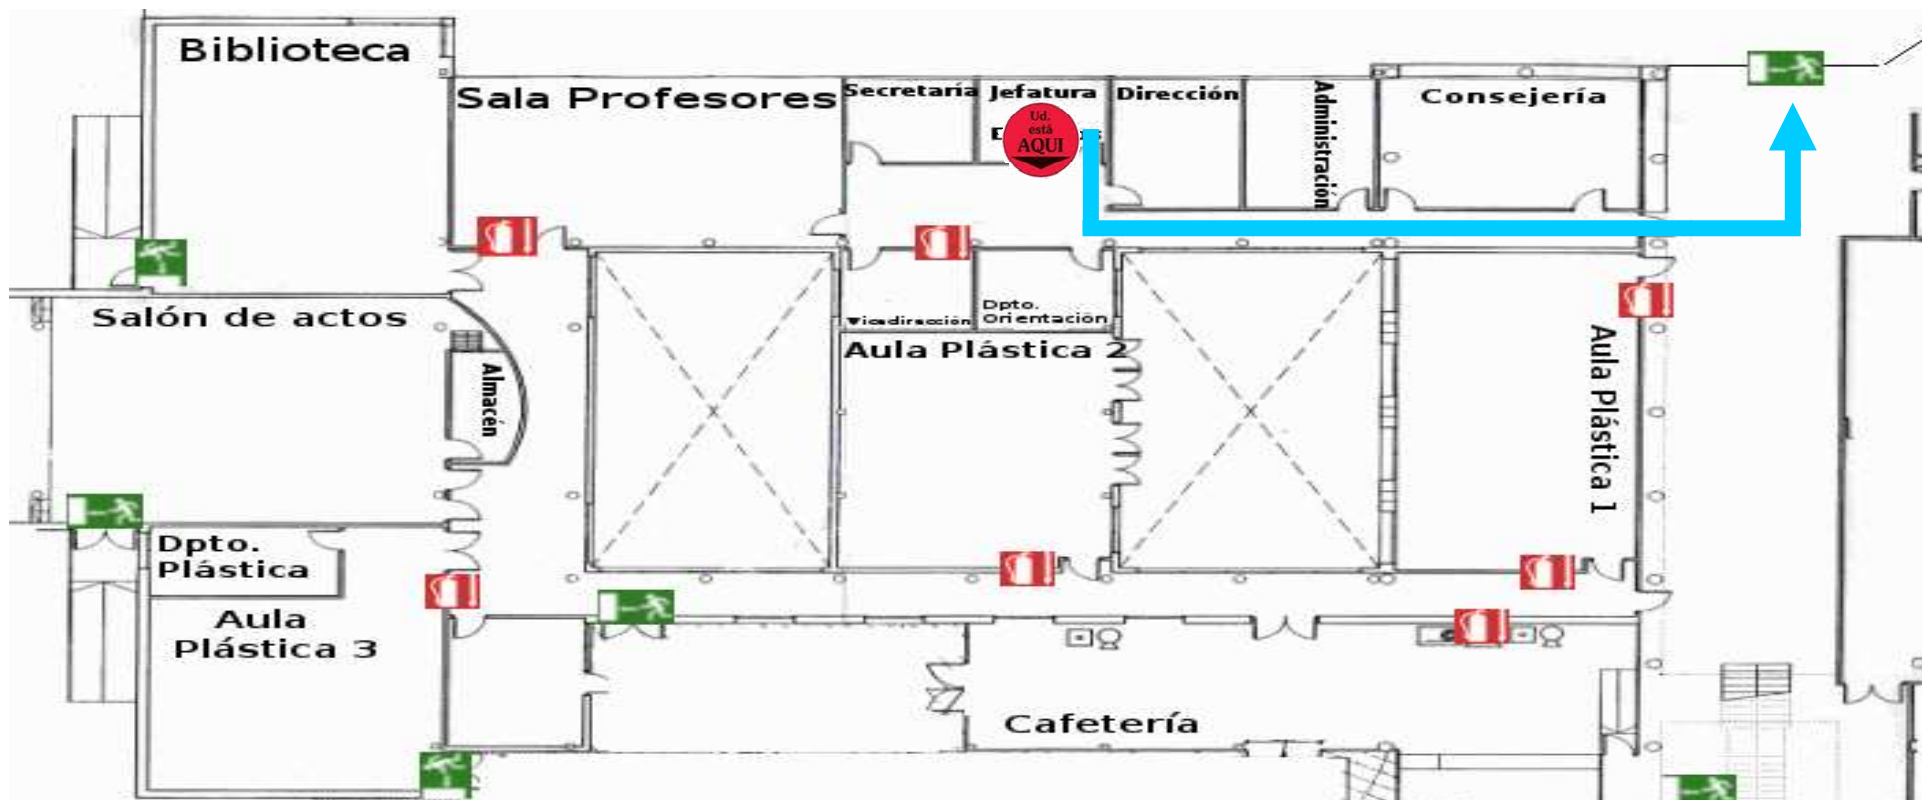 Biblioteca
Sala Profesores
Secretaría
Jefatura
Dirección
Administración
Consejería
Ud.
está
AQUI
Salón de actos
Almacén
Vicedirección
Dpto.
Orientación
Aula Plástica 2
Aula Plástica 1
Dpto.
Plástica
Aula
Plástica 3
Cafetería